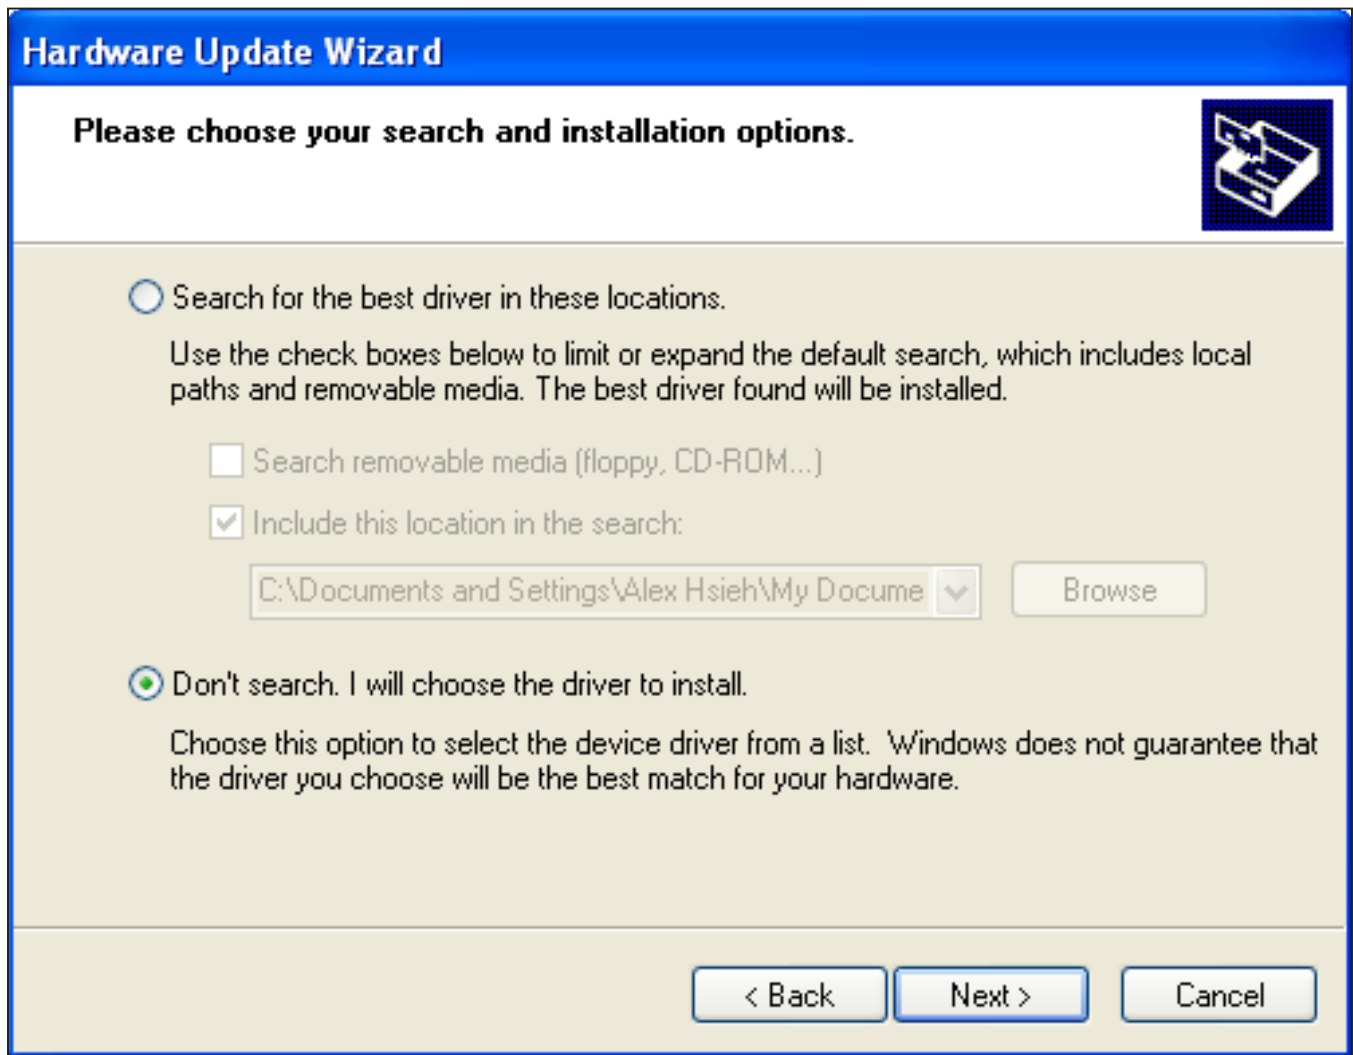 Hardware Update Wizard
Please choose your search and installation options.
Search for the best driver in these locations.
Use the check boxes below to limit or expand the default search, which includes local
paths and removable media. The best driver found will be installed.
Search removable media (floppy, CD-ROM...)
Include this location in the search:
C:\Documents and Settings\Alex Hsieh\My Docume
Browse
Don't search. I will choose the driver to install.
Choose this option to select the device driver from a list.  Windows does not guarantee that
the driver you choose will be the best match for your hardware.
< Back
Next >
Cancel